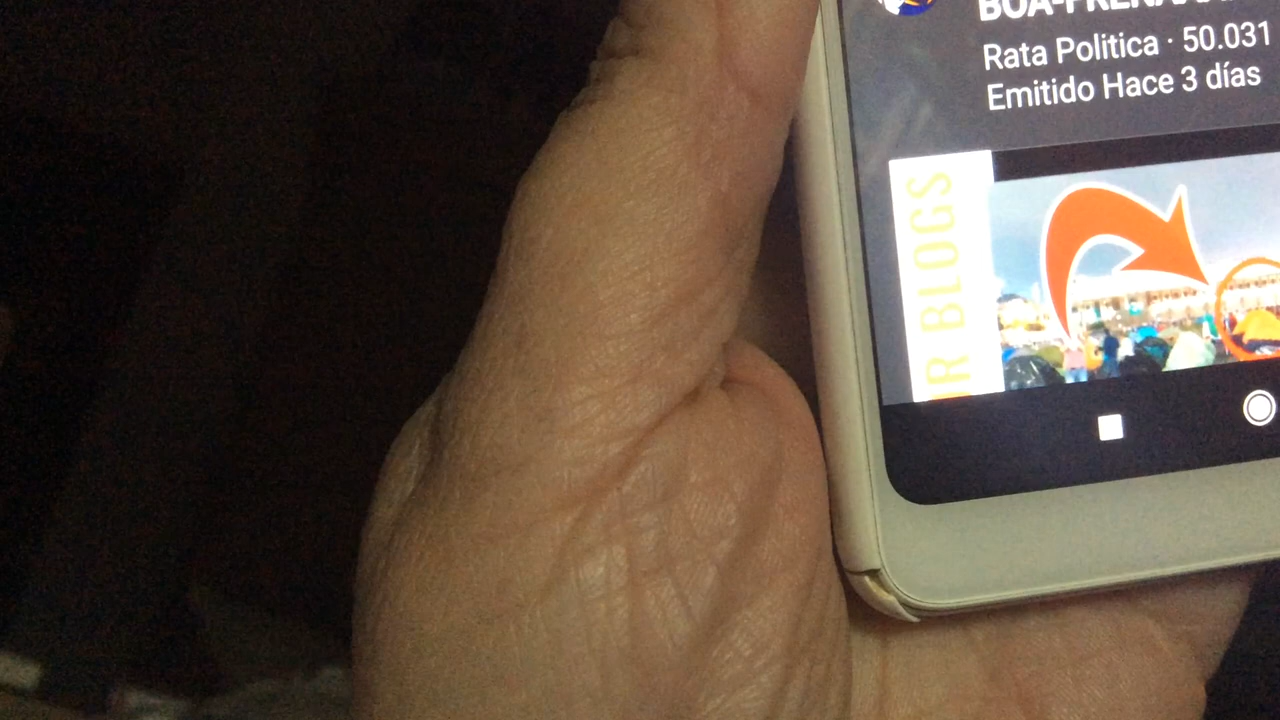 Rata Politica · 50.031
Emitido Hace 3 días
R BLOGS